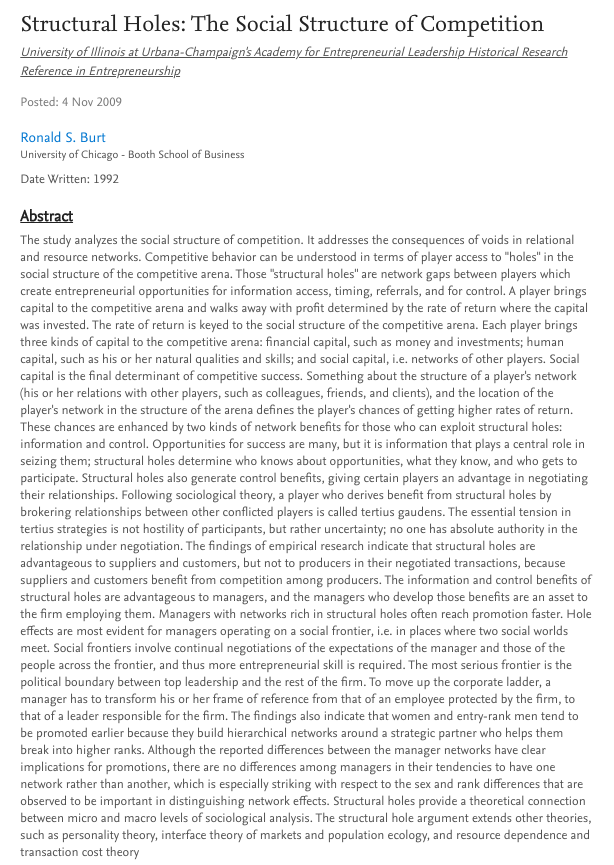 Structural Holes: The Social Structure of Competition
University of Illinois at Urbana-Champaign's Academy for Entrepreneurial Leadership Historical Research
Reference in Entrepreneurship
Posted: 4 Nov 2009
Ronald S. Burt
University of Chicago - Booth School of Business
Date Written: 1992
Abstract
The study analyzes the social structure of competition. It addresses the consequences of voids in relational
and resource networks. Competitive behavior can be understood in terms of player access to "holes" in the
social structure of the competitive arena. Those "structural holes" are network gaps between players which
create entrepreneurial opportunities for information access, timing, referrals, and for control. A player brings
capital to the competitive arena and walks away with profit determined by the rate of return where the capital
was invested. The rate of return is keyed to the social structure of the competitive arena. Each player brings
three kinds of capital to the competitive arena: financial capital, such as money and investments; human
capital, such as his or her natural qualities and skills; and social capital, i.e. networks of other players. Social
capital is the final determinant of competitive success. Something about the structure of a player's network
(his or her relations with other players, such as colleagues, friends, and clients), and the location of the
player's network in the structure of the arena defines the player's chances of getting higher rates of return.
These chances are enhanced by two kinds of network benefits for those who can exploit structural holes:
information and control. Opportunities for success are many, but it is information that plays a central role in
seizing them; structural holes determine who knows about opportunities, what they know, and who gets to
participate. Structural holes also generate control benefits, giving certain players an advantage in negotiating
their relationships. Following sociological theory, a player who derives benefit from structural holes by
brokering relationships between other conflicted players is called tertius gaudens. The essential tension in
tertius strategies is not hostility of participants, but rather uncertainty; no one has absolute authority in the
relationship under negotiation. The findings of empirical research indicate that structural holes are
advantageous to suppliers and customers, but not to producers in their negotiated transactions, because
suppliers and customers benefit from competition among producers. The information and control benefits of
structural holes are advantageous to managers, and the managers who develop those benefits are an asset to
the firm employing them. Managers with networks rich in structural holes often reach promotion faster. Hole
effects are most evident for managers operating on a social frontier, i.e. in places where two social worlds
meet. Social frontiers involve continual negotiations of the expectations of the manager and those of the
people across the frontier, and thus more entrepreneurial skill is required. The most serious frontier is the
political boundary between top leadership and the rest of the firm. To move up the corporate ladder, a
manager has to transform his or her frame of reference from that of an employee protected by the firm, to
that of a leader responsible for the firm. The findings also indicate that women and entry-rank men tend to
be promoted earlier because they build hierarchical networks around a strategic partner who helps them
break into higher ranks. Although the reported differences between the manager networks have clear
implications for promotions, there are no differences among managers in their tendencies to have one
network rather than another, which is especially striking with respect to the sex and rank differences that are
observed to be important in distinguishing network effects. Structural holes provide a theoretical connection
between micro and macro levels of sociological analysis. The structural hole argument extends other theories,
such as personality theory, interface theory of markets and population ecology, and resource dependence and
transaction cost theory